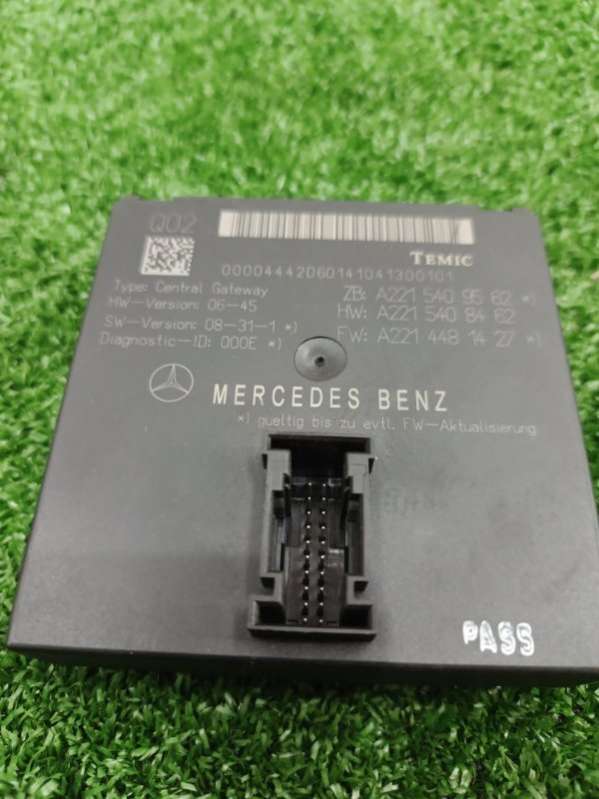 Q02
TEMIC
00004442D60141041300101
Type: Central Gateway
HW-Version: 06-45
SW-Version: 08-31-1 *)
Diagnostic-ID: 000E *)
ZB: A221 540 95 62 *)
HW: A221 540 84 62
FW: A221 448 14 27 *)
MERCEDES BENZ
*) gueltig bis zu evtl. FW-Aktualisierung
PASS